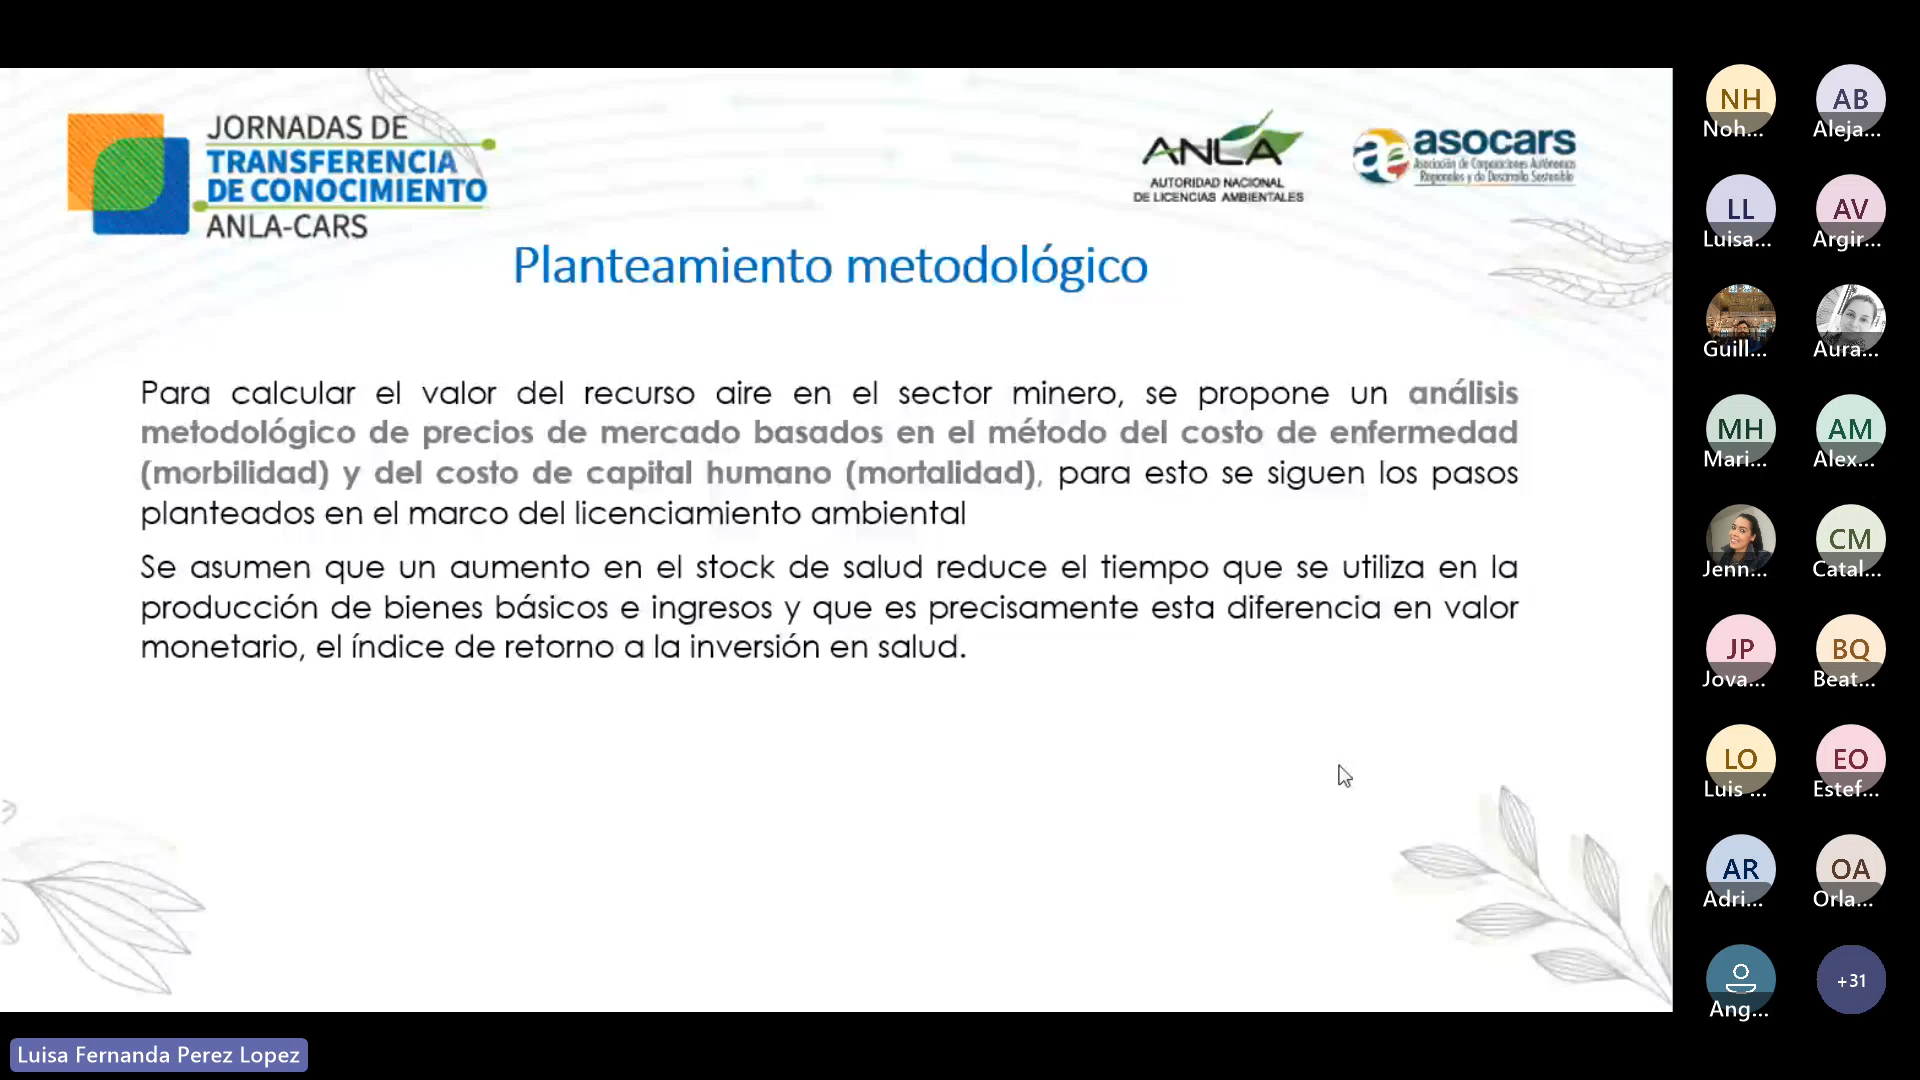 JORNADAS DE
TRANSFERENCIA
DE CONOCIMIENTO
ANLA-CARS
ANLA
AUTORIDAD NACIONAL
DE LICENCIAS AMBIENTALES
asocars
Asociación de Corporaciones Autónomas
Regionales y de Desarrollo Sostenible
Planteamiento metodológico
Para calcular el valor del recurso aire en el sector minero, se propone un análisis
metodológico de precios de mercado basados en el método del costo de enfermedad
(morbilidad) y del costo de capital humano (mortalidad), para esto se siguen los pasos
planteados en el marco del licenciamiento ambiental
Se asumen que un aumento en el stock de salud reduce el tiempo que se utiliza en la
producción de bienes básicos e ingresos y que es precisamente esta diferencia en valor
monetario, el índice de retorno a la inversión en salud.
NH AB
Noh... Aleja...
LL AV
Luisa... Argir...
Guill... Aura...
MH AM
Mari... Alex...
CM
Jenn... Catal...
JP BQ
Jova... Beat...
LO EO
Luis ... Estef...
AR OA
Adri... Orla...
+31
Ang...
Luisa Fernanda Perez Lopez